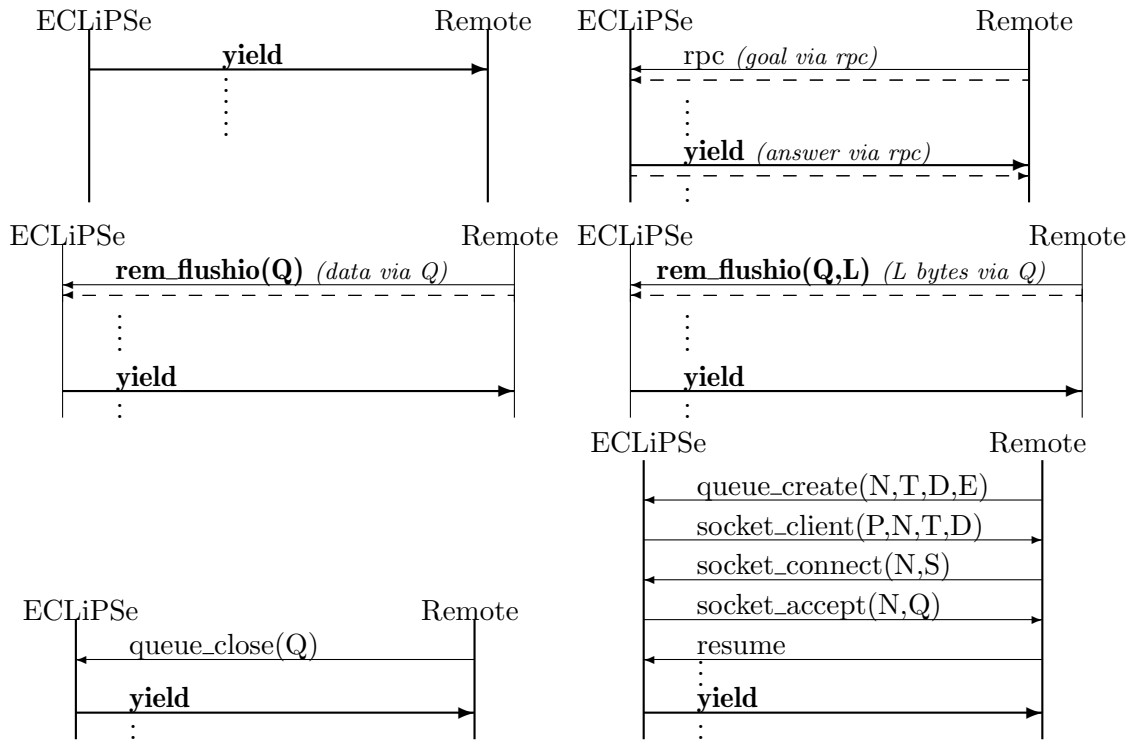 ECLiPSe Remote
yield
ECLiPSe Remote
rpc (goal via rpc)
yield (answer via rpc)
ECLiPSe Remote
rem_flushio(Q) (data via Q)
yield
ECLiPSe Remote
rem_flushio(Q,L) (L bytes via Q)
yield
ECLiPSe Remote
queue_close(Q)
yield
ECLiPSe Remote
queue_create(N,T,D,E)
socket_client(P,N,T,D)
socket_connect(N,S)
socket_accept(N,Q)
resume
yield